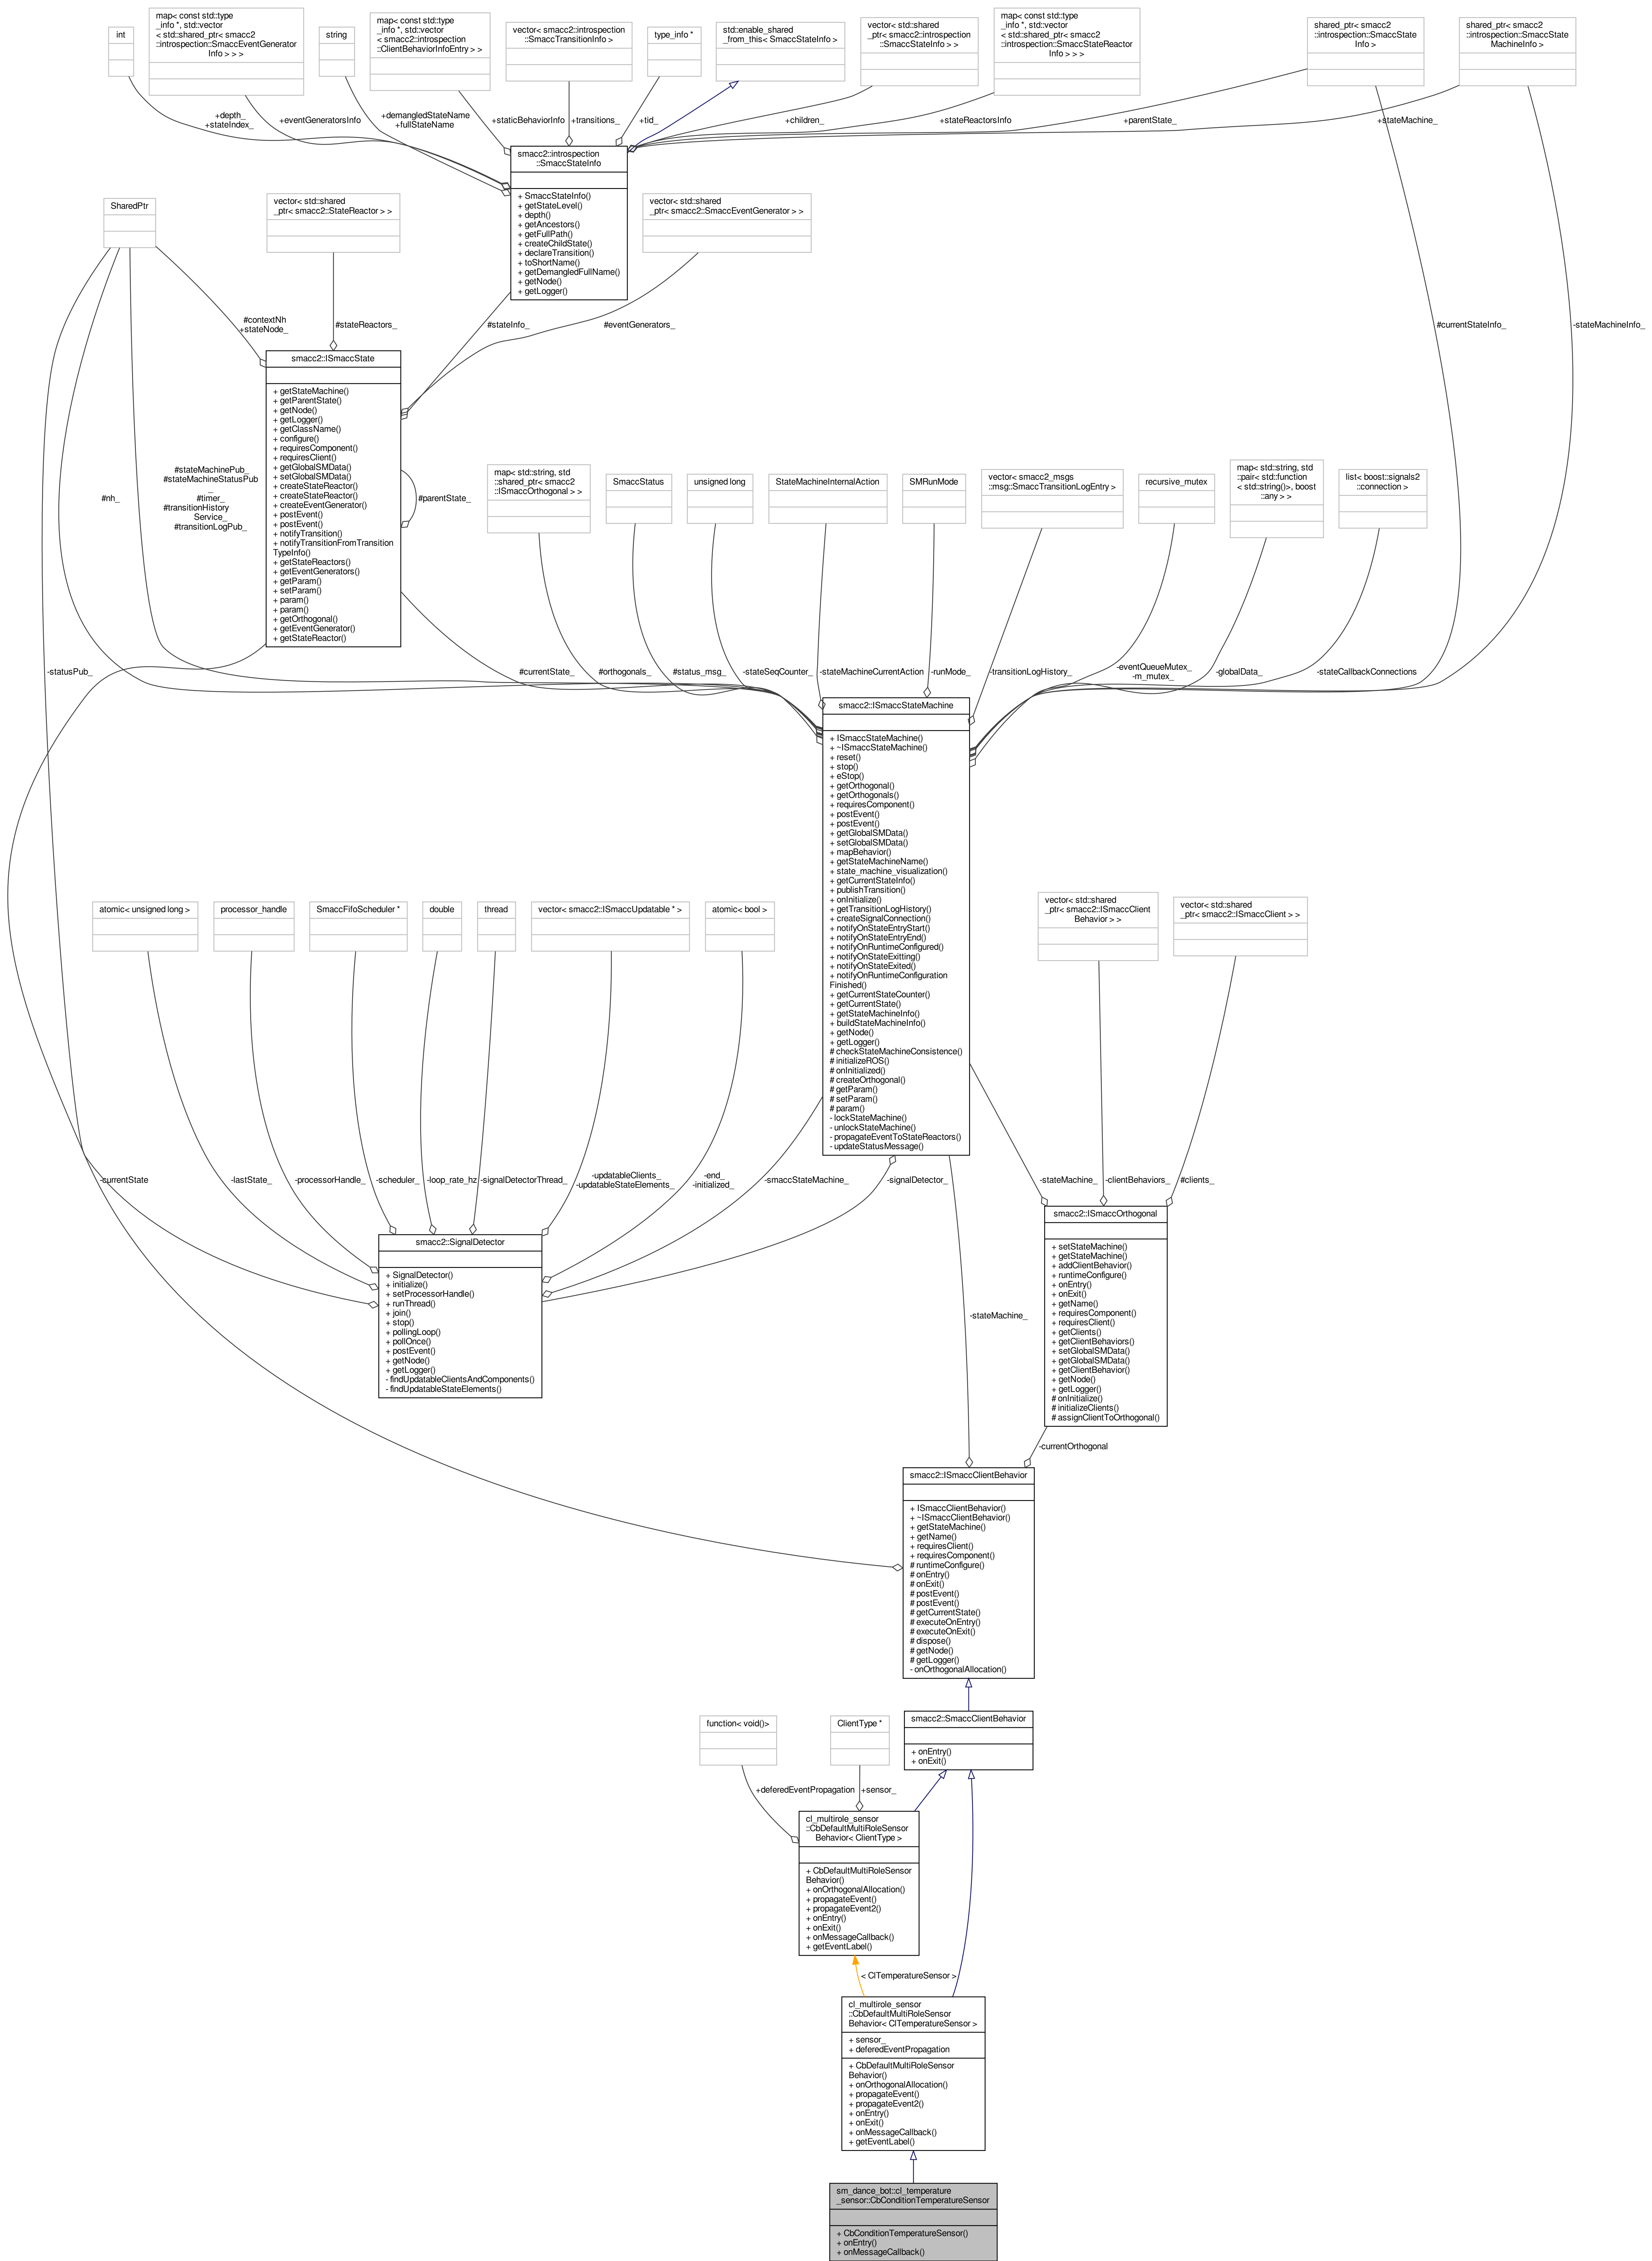 int
map< const std::type
_info *, std::vector
< std::shared_ptr< smacc2
::introspection::SmaccEventGenerator
Info > > >
string
map< const std::type
_info *, std::vector
< smacc2::introspection
::ClientBehaviorInfoEntry > >
vector< smacc2::introspection
::SmaccTransitionInfo >
type_info *
std::enable_shared
_from_this< SmaccStateInfo >
vector< std::shared
_ptr< smacc2::introspection
::SmaccStateInfo > >
map< const std::type
_info *, std::vector
< std::shared_ptr< smacc2
::introspection::SmaccStateReactor
Info > > >
shared_ptr< smacc2
::introspection::SmaccState
Info >
shared_ptr< smacc2
::introspection::SmaccState
MachineInfo >
+depth_
+stateIndex_
+eventGeneratorsInfo
+demangledStateName
+fullStateName
+staticBehaviorInfo
+transitions_
+tid_
+children_
+stateReactorsInfo
+parentState_
+stateMachine_
smacc2::introspection
::SmaccStateInfo
+ SmaccStateInfo()
+ getStateLevel()
+ depth()
+ getAncestors()
+ getFullPath()
+ createChildState()
+ declareTransition()
+ toShortName()
+ getDemangledFullName()
+ getNode()
+ getLogger()
SharedPtr
vector< std::shared
_ptr< smacc2::StateReactor > >
vector< std::shared
_ptr< smacc2::SmaccEventGenerator > >
#contextNh
+stateNode_
#stateReactors_
#stateInfo_
#eventGenerators_
#currentStateInfo_
-stateMachineInfo_
smacc2::ISmaccState
+ getStateMachine()
+ getParentState()
+ getNode()
+ getLogger()
+ getClassName()
+ configure()
+ requiresComponent()
+ requiresClient()
+ getGlobalSMData()
+ setGlobalSMData()
+ createStateReactor()
+ createStateReactor()
+ createEventGenerator()
+ postEvent()
+ postEvent()
+ notifyTransition()
+ notifyTransitionFromTransition
TypeInfo()
+ getStateReactors()
+ getEventGenerators()
+ getParam()
+ setParam()
+ param()
+ param()
+ getOrthogonal()
+ getEventGenerator()
+ getStateReactor()
#parentState_
#nh_
#stateMachinePub_
#stateMachineStatusPub
_
#timer_
#transitionHistory
Service_
#transitionLogPub_
map< std::string, std
::shared_ptr< smacc2
::ISmaccOrthogonal > >
SmaccStatus
unsigned long
StateMachineInternalAction
SMRunMode
vector< smacc2_msgs
::msg::SmaccTransitionLogEntry >
recursive_mutex
map< std::string, std
::pair< std::function
< std::string()>, boost
::any > >
list< boost::signals2
::connection >
-statusPub_
#currentState_
#orthogonals_
#status_msg_
-stateSeqCounter_
-stateMachineCurrentAction
-runMode_
-transitionLogHistory_
-eventQueueMutex_
-m_mutex_
-globalData_
-stateCallbackConnections
smacc2::ISmaccStateMachine
+ ISmaccStateMachine()
+ ~ISmaccStateMachine()
+ reset()
+ stop()
+ eStop()
+ getOrthogonal()
+ getOrthogonals()
+ requiresComponent()
+ postEvent()
+ postEvent()
+ getGlobalSMData()
+ setGlobalSMData()
+ mapBehavior()
+ getStateMachineName()
+ state_machine_visualization()
+ getCurrentStateInfo()
+ publishTransition()
+ onInitialize()
+ getTransitionLogHistory()
+ createSignalConnection()
+ notifyOnStateEntryStart()
+ notifyOnStateEntryEnd()
+ notifyOnRuntimeConfigured()
+ notifyOnStateExitting()
+ notifyOnStateExited()
+ notifyOnRuntimeConfiguration
Finished()
+ getCurrentStateCounter()
+ getCurrentState()
+ getStateMachineInfo()
+ buildStateMachineInfo()
+ getNode()
+ getLogger()
# checkStateMachineConsistence()
# initializeROS()
# onInitialized()
# createOrthogonal()
# getParam()
# setParam()
# param()
- lockStateMachine()
- unlockStateMachine()
- propagateEventToStateReactors()
- updateStatusMessage()
atomic< unsigned long >
processor_handle
SmaccFifoScheduler *
double
thread
vector< smacc2::ISmaccUpdatable * >
atomic< bool >
vector< std::shared
_ptr< smacc2::ISmaccClient
Behavior > >
vector< std::shared
_ptr< smacc2::ISmaccClient > >
-currentState
-lastState_
-processorHandle_
-scheduler_
-loop_rate_hz
-signalDetectorThread_
-updatableClients_
-updatableStateElements_
-end_
-initialized_
-smaccStateMachine_
-signalDetector_
-stateMachine_
-clientBehaviors_
#clients_
smacc2::SignalDetector
+ SignalDetector()
+ initialize()
+ setProcessorHandle()
+ runThread()
+ join()
+ stop()
+ pollingLoop()
+ pollOnce()
+ postEvent()
+ getNode()
+ getLogger()
- findUpdatableClientsAndComponents()
- findUpdatableStateElements()
smacc2::ISmaccOrthogonal
+ setStateMachine()
+ getStateMachine()
+ addClientBehavior()
+ runtimeConfigure()
+ onEntry()
+ onExit()
+ getName()
+ requiresComponent()
+ requiresClient()
+ getClients()
+ getClientBehaviors()
+ setGlobalSMData()
+ getGlobalSMData()
+ getClientBehavior()
+ getNode()
+ getLogger()
# onInitialize()
# initializeClients()
# assignClientToOrthogonal()
-stateMachine_
-currentOrthogonal
smacc2::ISmaccClientBehavior
+ ISmaccClientBehavior()
+ ~ISmaccClientBehavior()
+ getStateMachine()
+ getName()
+ requiresClient()
+ requiresComponent()
# runtimeConfigure()
# onEntry()
# onExit()
# postEvent()
# postEvent()
# getCurrentState()
# executeOnEntry()
# executeOnExit()
# dispose()
# getNode()
# getLogger()
- onOrthogonalAllocation()
function< void()>
ClientType *
smacc2::SmaccClientBehavior
+ onEntry()
+ onExit()
+deferedEventPropagation
+sensor_
cl_multirole_sensor
::CbDefaultMultiRoleSensor
Behavior< ClientType >
+ CbDefaultMultiRoleSensor
Behavior()
+ onOrthogonalAllocation()
+ propagateEvent()
+ propagateEvent2()
+ onEntry()
+ onExit()
+ onMessageCallback()
+ getEventLabel()
< ClTemperatureSensor >
cl_multirole_sensor
::CbDefaultMultiRoleSensor
Behavior< ClTemperatureSensor >
+ sensor_
+ deferedEventPropagation
+ CbDefaultMultiRoleSensor
Behavior()
+ onOrthogonalAllocation()
+ propagateEvent()
+ propagateEvent2()
+ onEntry()
+ onExit()
+ onMessageCallback()
+ getEventLabel()
sm_dance_bot::cl_temperature
_sensor::CbConditionTemperatureSensor
+ CbConditionTemperatureSensor()
+ onEntry()
+ onMessageCallback()